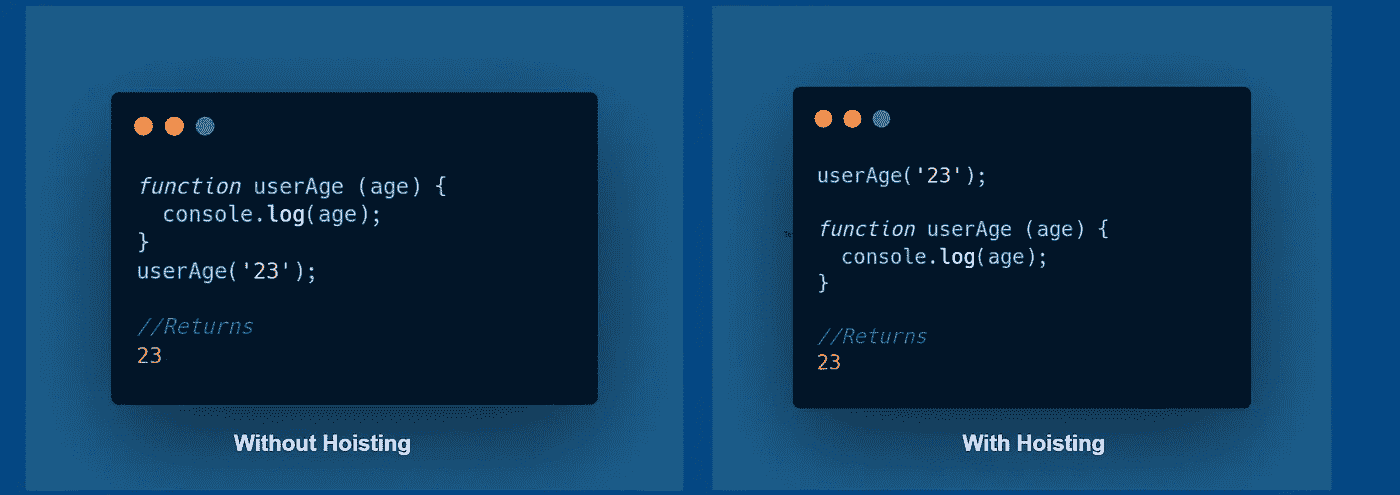 function userAge (age) {
  console.log(age);
}
userAge('23');
//Returns
23
Without Hoisting
userAge('23');
function userAge (age) {
  console.log(age);
}
//Returns
23
With Hoisting